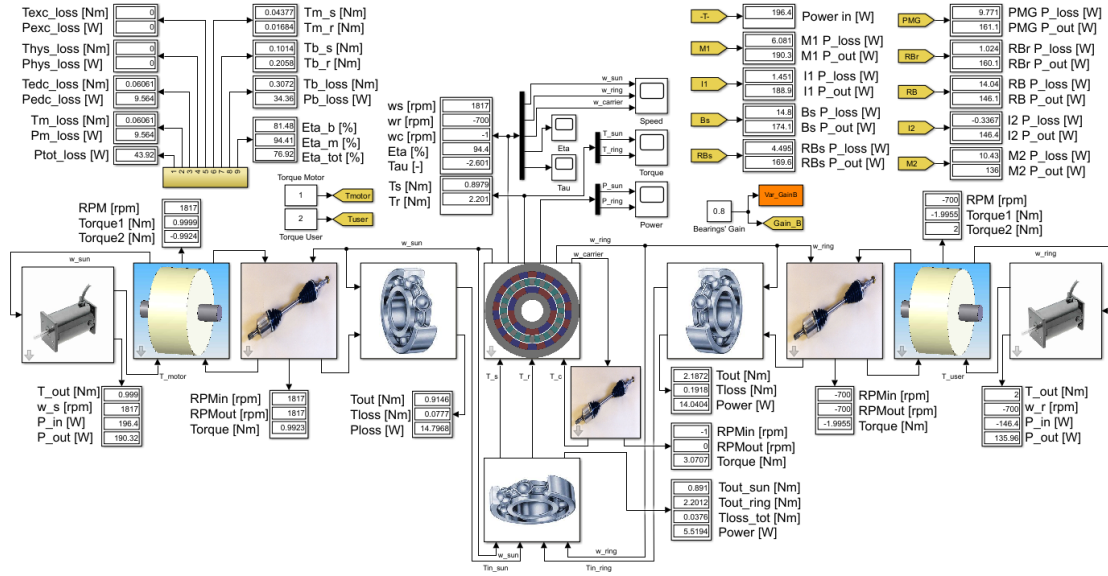 Texc_loss [Nm] 0
Pexc_loss [W] 0
Thys_loss [Nm] 0
Phys_loss [W] 0
Tedc_loss [Nm] 0.06061
Pedc_loss [W] 9.564
Tm_loss [Nm] 0.06061
Pm_loss [W] 9.564
Ptot_loss [W] 43.92
0.04377 Tm_s [Nm]
0.01684 Tm_r [Nm]
0.1014 Tb_s [Nm]
0.2058 Tb_r [Nm]
0.3072 Tb_loss [Nm]
34.36 Pb_loss [W]
81.48 Eta_b [%]
94.41 Eta_m [%]
76.92 Eta_tot [%]
1 2 3 4 5 6 7 8 9
Torque Motor
1
Tmotor
2
Tuser
Torque User
ws [rpm] 1817
wr [rpm] -700
wc [rpm] -1
Eta [%] 94.4
Tau [-] -2.601
Ts [Nm] 0.8979
Tr [Nm] 2.201
w_sun
w_ring
w_carrier
Speed
Eta
Tau
T_sun
T_ring
Torque
P_sun
P_ring
Power
-T-
196.4 Power in [W]
M1
6.081 M1 P_loss [W]
190.3 M1 P_out [W]
I1
1.451 I1 P_loss [W]
188.9 I1 P_out [W]
Bs
14.8 Bs P_loss [W]
174.1 Bs P_out [W]
RBs
4.495 RBs P_loss [W]
169.6 RBs P_out [W]
PMG
9.771 PMG P_loss [W]
161.1 PMG P_out [W]
RBr
1.024 RBr P_loss [W]
160.1 RBr P_out [W]
RB
14.04 RB P_loss [W]
146.1 RB P_out [W]
I2
-0.3367 I2 P_loss [W]
146.4 I2 P_out [W]
M2
10.43 M2 P_loss [W]
136 M2 P_out [W]
0.8
Bearings' Gain
Var_GainB
Gain_B
RPM [rpm] 1817
Torque1 [Nm] 0.9999
Torque2 [Nm] -0.9924
RPM [rpm] -700
Torque1 [Nm] -1.9955
Torque2 [Nm] 2
w_sun
w_sun
w_ring
w_carrier
w_ring
w_ring
T_motor
T_s
T_r
T_c
T_user
T_out [Nm] 0.999
w_s [rpm] 1817
P_in [W] 196.4
P_out [W] 190.32
RPMin [rpm] 1817
RPMout [rpm] 1817
Torque [Nm] 0.9923
Tout [Nm] 0.9146
Tloss [Nm] 0.0777
Ploss [W] 14.7968
2.1872 Tout [Nm]
0.1918 Tloss [Nm]
14.0404 Power [W]
-1 RPMin [rpm]
0 RPMout [rpm]
3.0707 Torque [Nm]
0.891 Tout_sun [Nm]
2.2012 Tout_ring [Nm]
0.0376 Tloss_tot [Nm]
5.5194 Power [W]
-700 RPMin [rpm]
-700 RPMout [rpm]
-1.9955 Torque [Nm]
2 T_out [Nm]
-700 w_r [rpm]
-146.4 P_in [W]
135.96 P_out [W]
w_sun
w_ring
Tin_sun
Tin_ring